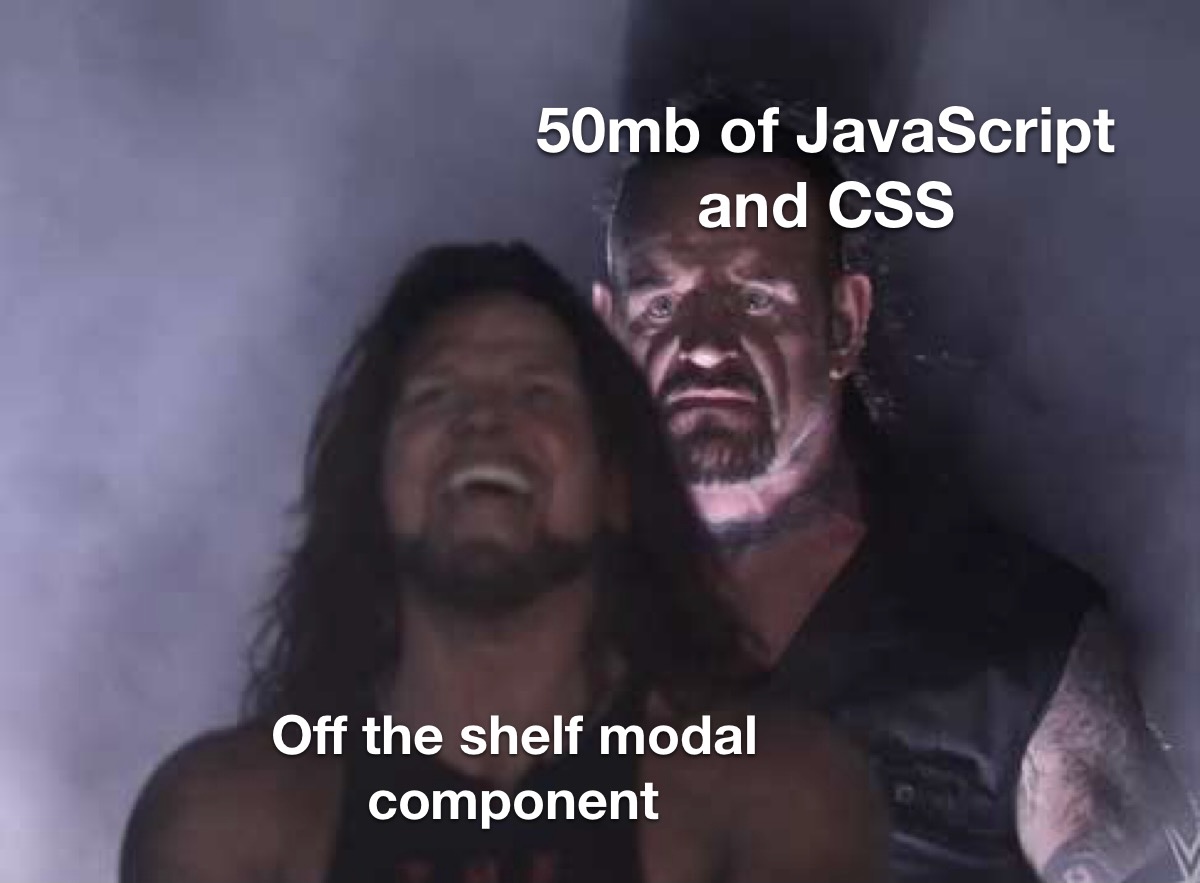 50mb of JavaScript
and CSS
Off the shelf modal
component